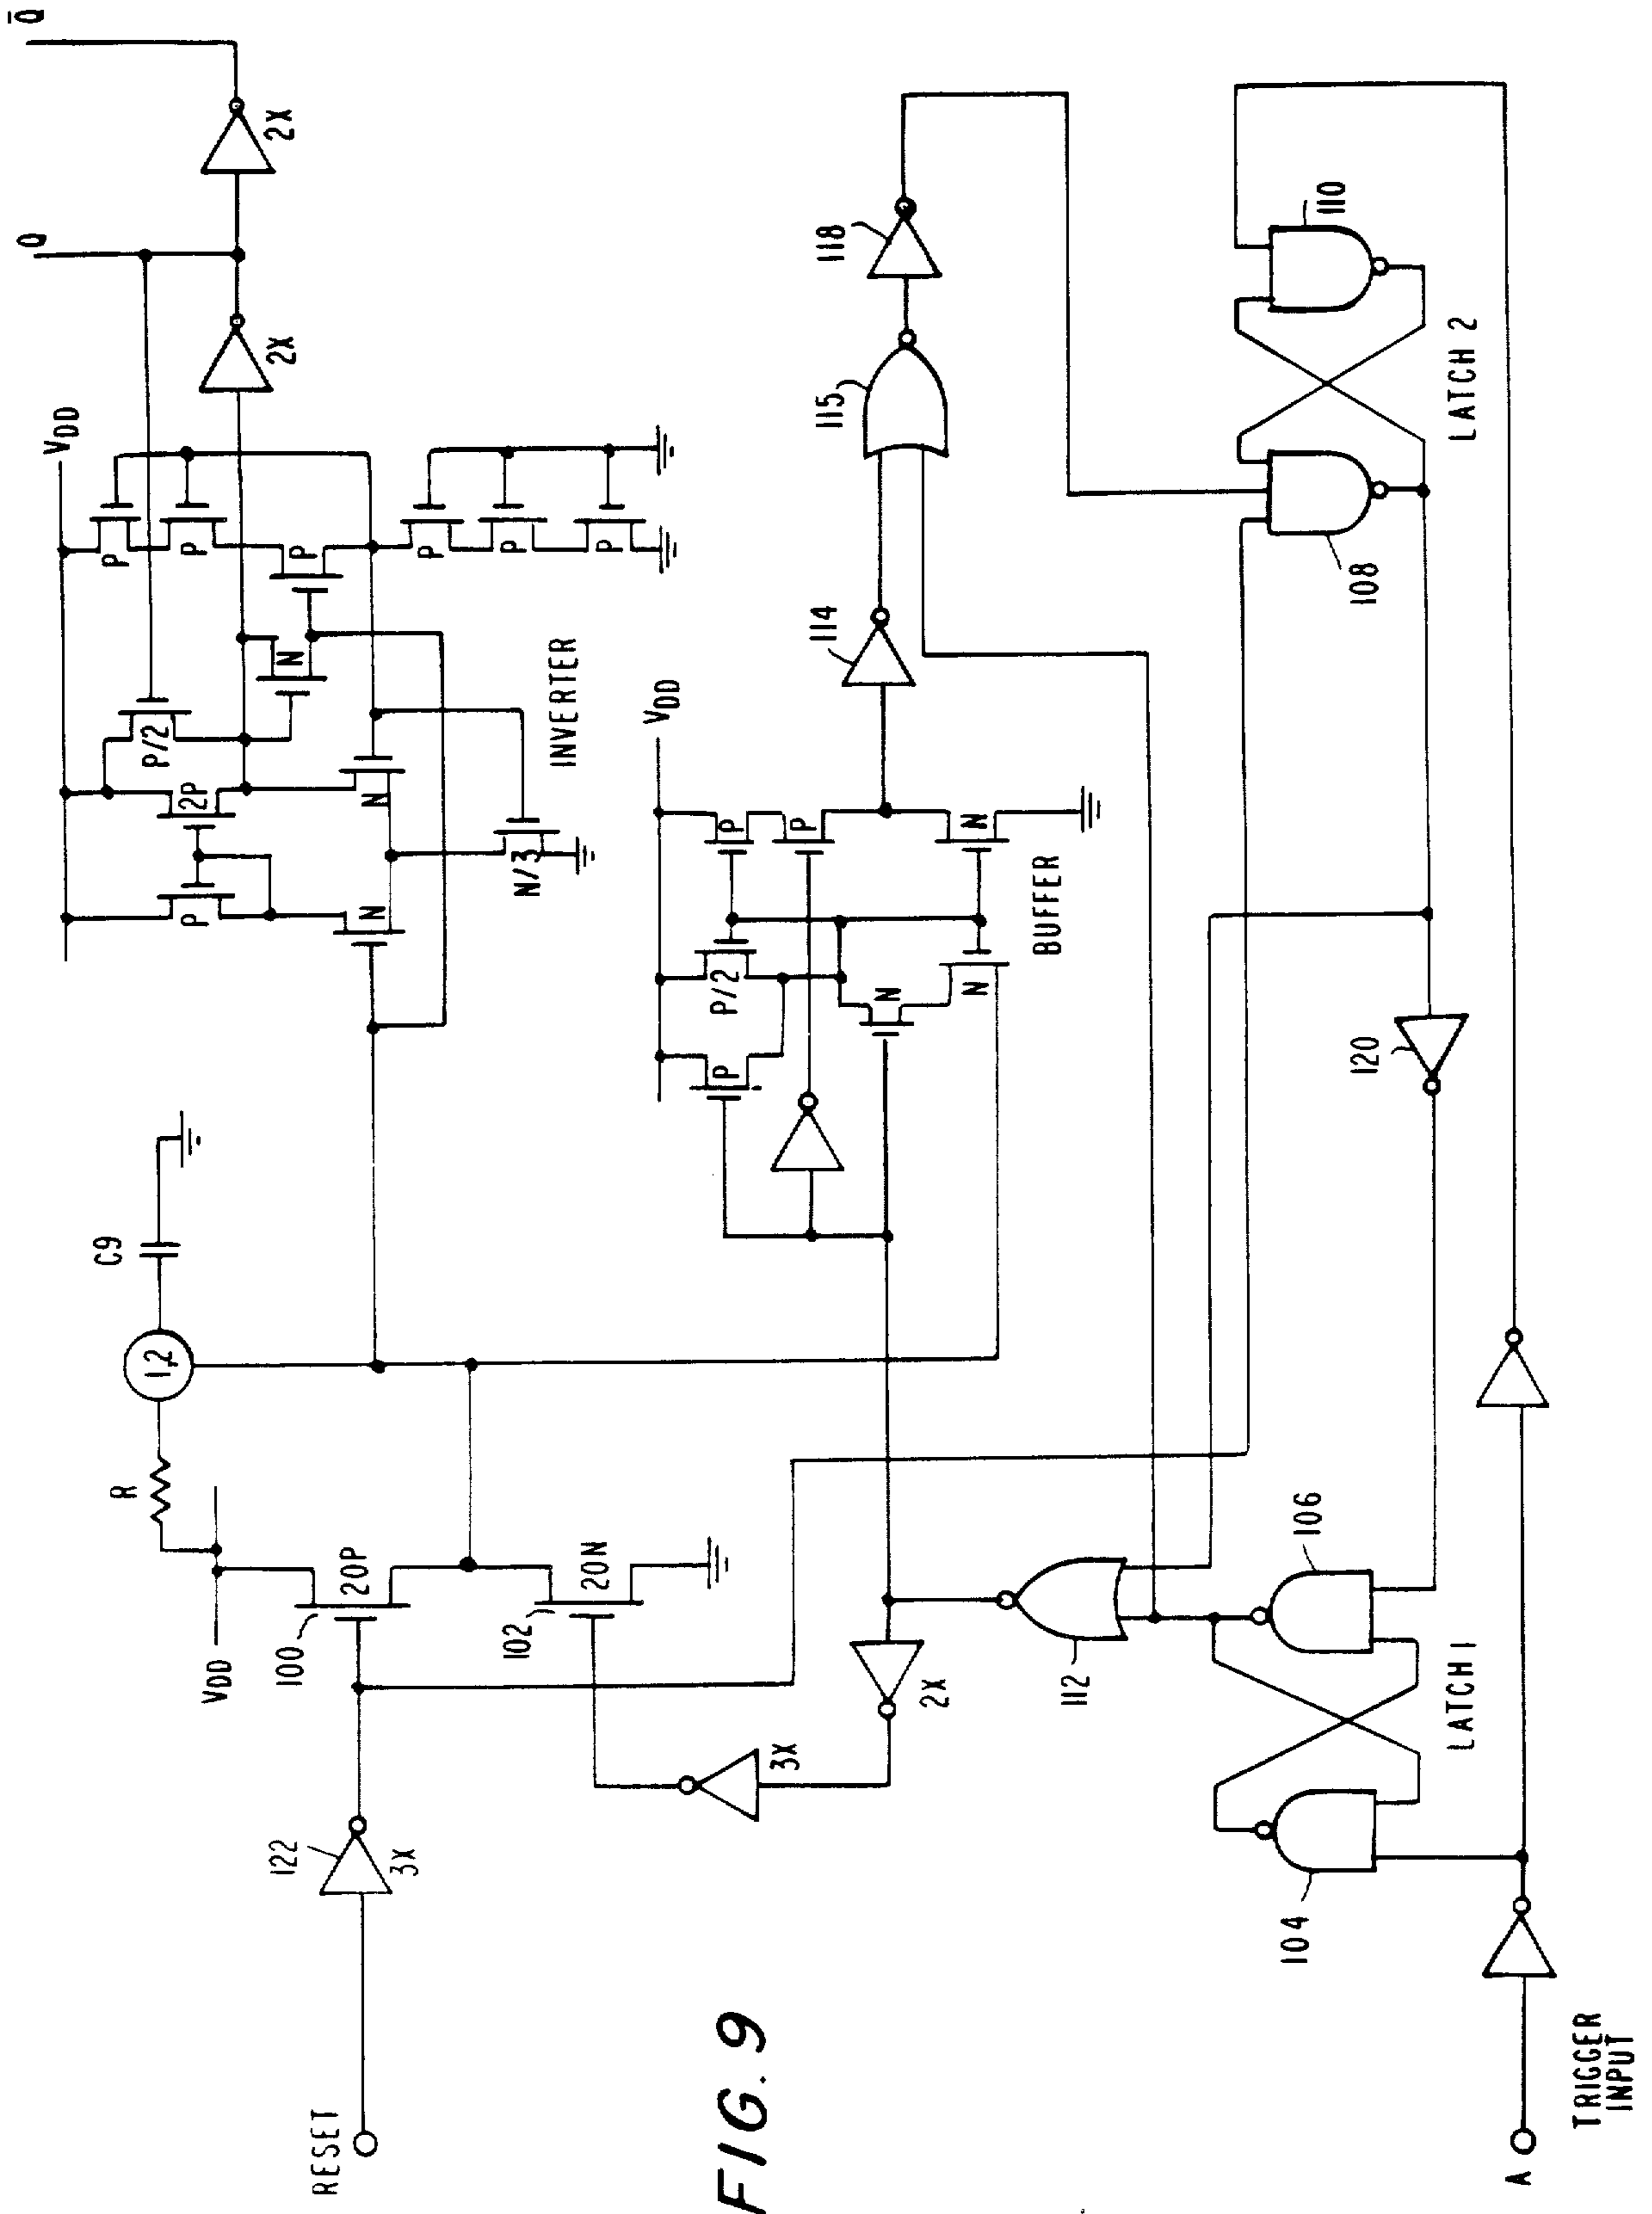 Q̄
Q
VDD
C9
R
P
1,2
P/2
P
2P
P
VDD
2X
2X
122
100
N
P
RESET
20P
N
N
3X
P
P
102
N/3
20N
INVERTER
P
VDD
P
P/2
P
FIG. 9
3X
P
114
115
118
N
2X
N
N
BUFFER
112
104
106
110
120
108
LATCH 1
LATCH 2
A
TRIGGER
INPUT